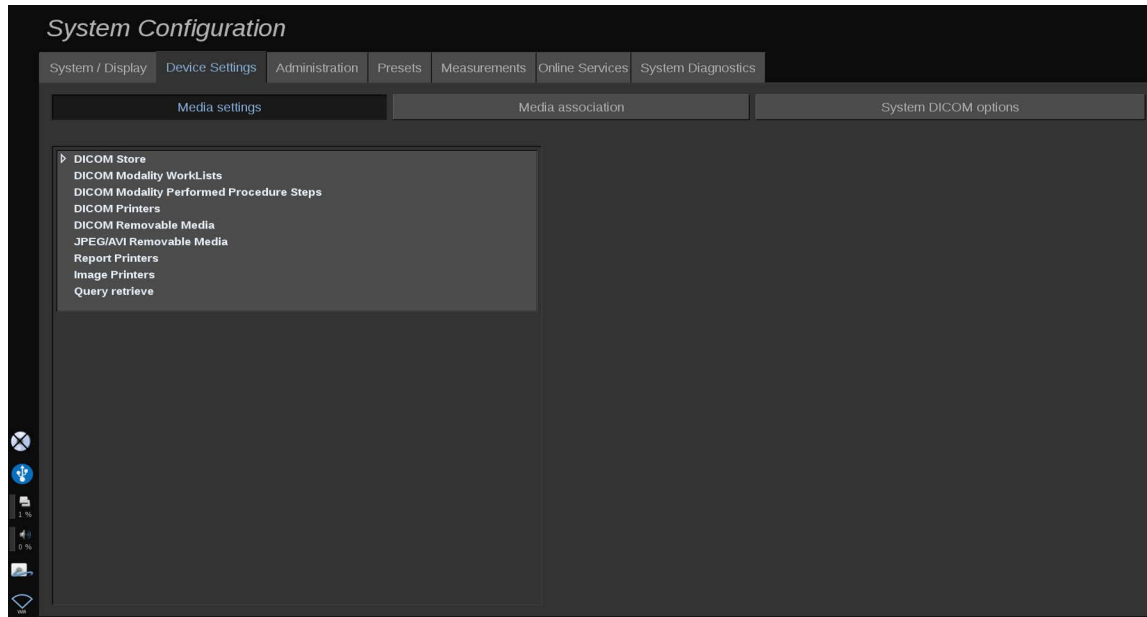 System Configuration
System / Display Device Settings Administration Presets Measurements Online Services System Diagnostics
Media settings Media association System DICOM options
DICOM Store
DICOM Modality WorkLists
DICOM Modality Performed Procedure Steps
DICOM Printers
DICOM Removable Media
JPEG/AVI Removable Media
Report Printers
Image Printers
Query retrieve
1 %
0 %
Wifi